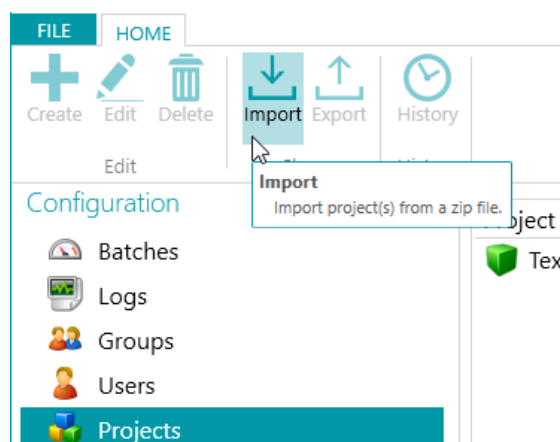 FILE HOME
Create Edit Delete Import Export History
Edit
Import
Import project(s) from a zip file.
Configuration
Batches
Logs
Groups
Users
Projects